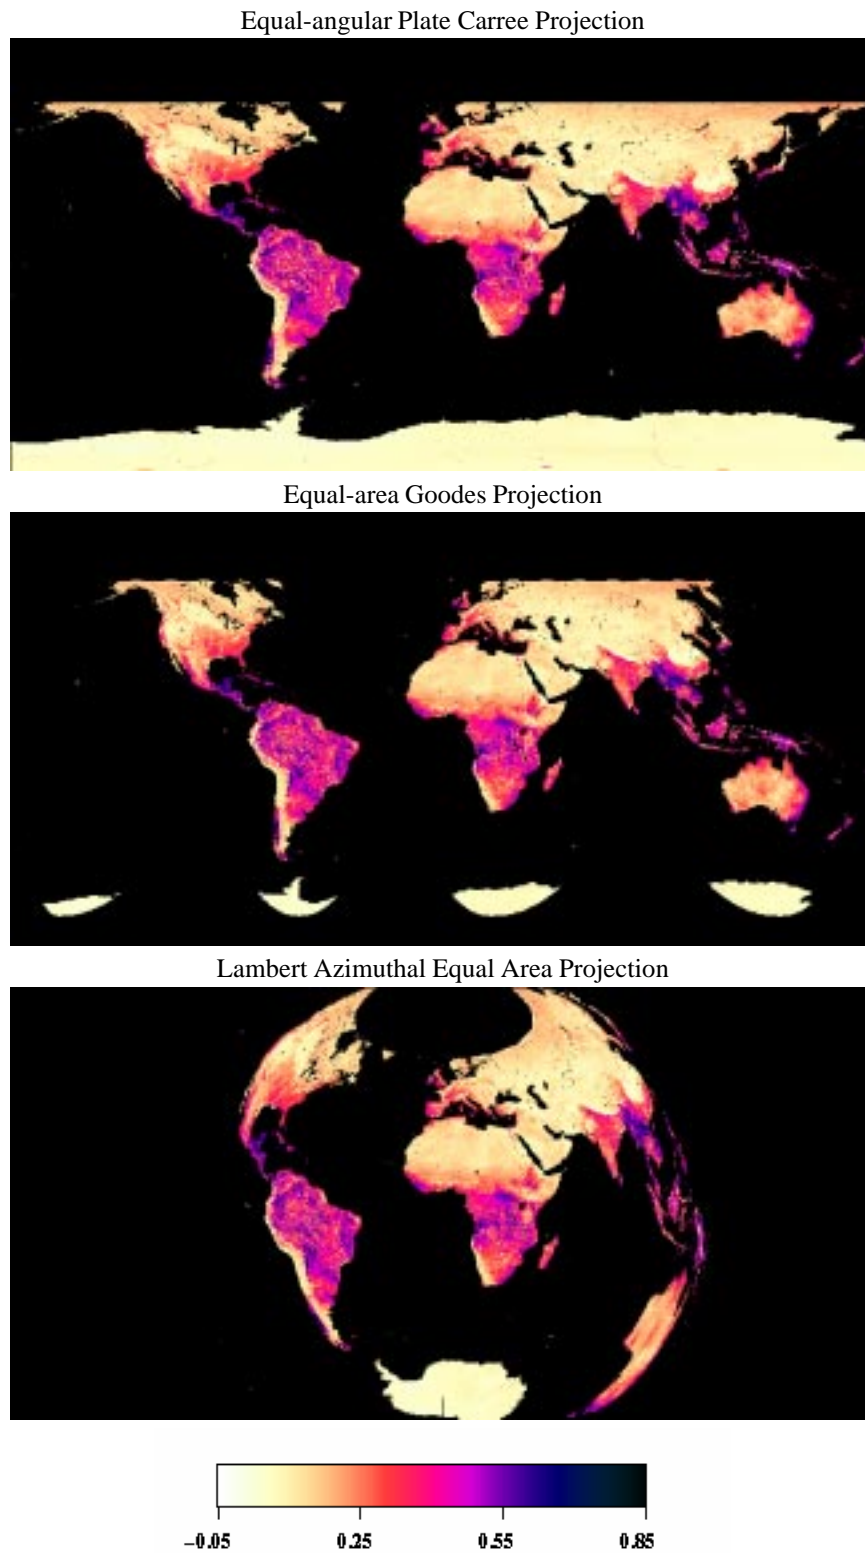 Equal-angular Plate Carree Projection
Equal-area Goodes Projection
Lambert Azimuthal Equal Area Projection
−0.05 0.25 0.55 0.85